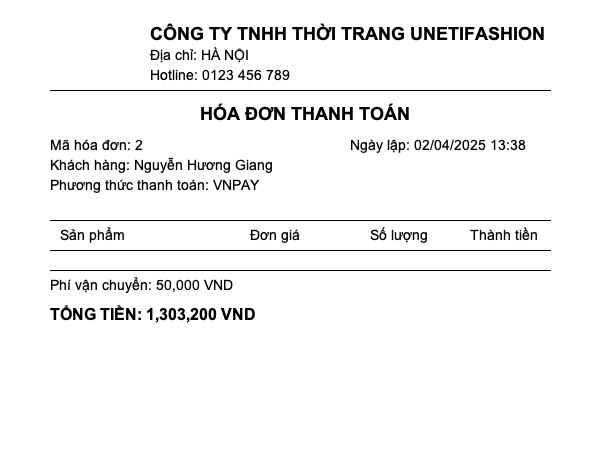 CÔNG TY TNHH THỜI TRANG UNETIFASHION
Địa chỉ: HÀ NỘI
Hotline: 0123 456 789
HÓA ĐƠN THANH TOÁN
Mã hóa đơn: 2 Ngày lập: 02/04/2025 13:38
Khách hàng: Nguyễn Hương Giang
Phương thức thanh toán: VNPAY
Sản phẩm Đơn giá Số lượng Thành tiền
Phí vận chuyển: 50,000 VND
TỔNG TIỀN: 1,303,200 VND